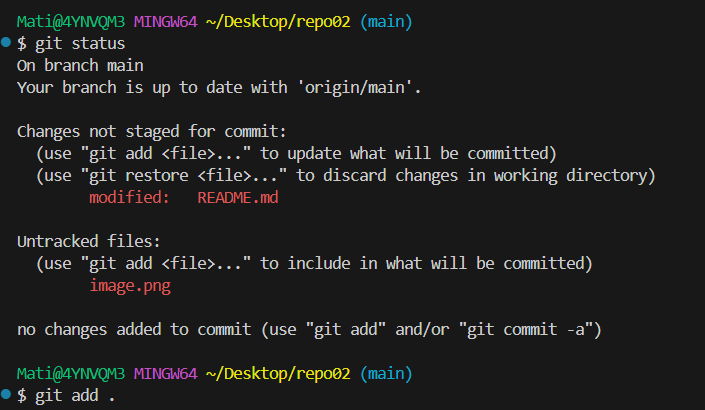 Mati@4YNVQM3 MINGW64 ~/Desktop/repo02 (main)
$ git status
On branch main
Your branch is up to date with 'origin/main'.

Changes not staged for commit:
  (use "git add <file>..." to update what will be committed)
  (use "git restore <file>..." to discard changes in working directory)
        modified:   README.md

Untracked files:
  (use "git add <file>..." to include in what will be committed)
        image.png

no changes added to commit (use "git add" and/or "git commit -a")

Mati@4YNVQM3 MINGW64 ~/Desktop/repo02 (main)
$ git add .